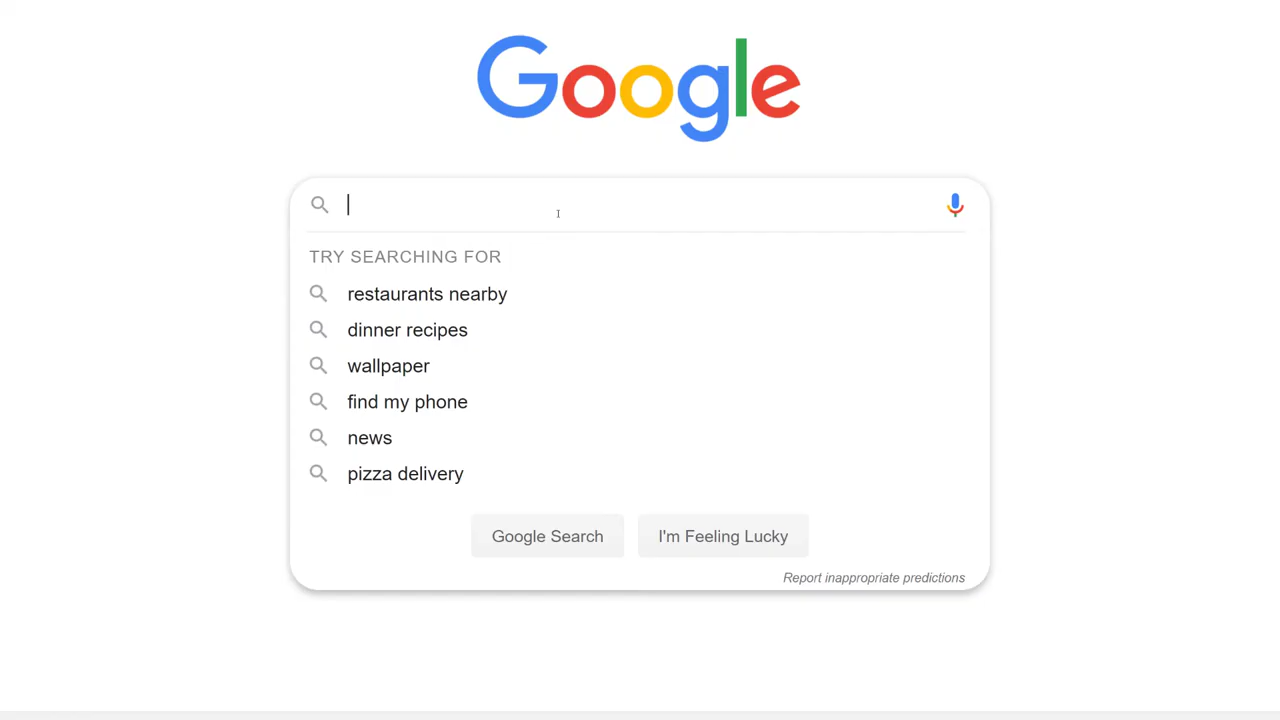 Google
TRY SEARCHING FOR
restaurants nearby
dinner recipes
wallpaper
find my phone
news
pizza delivery
Google Search
I'm Feeling Lucky
Report inappropriate predictions